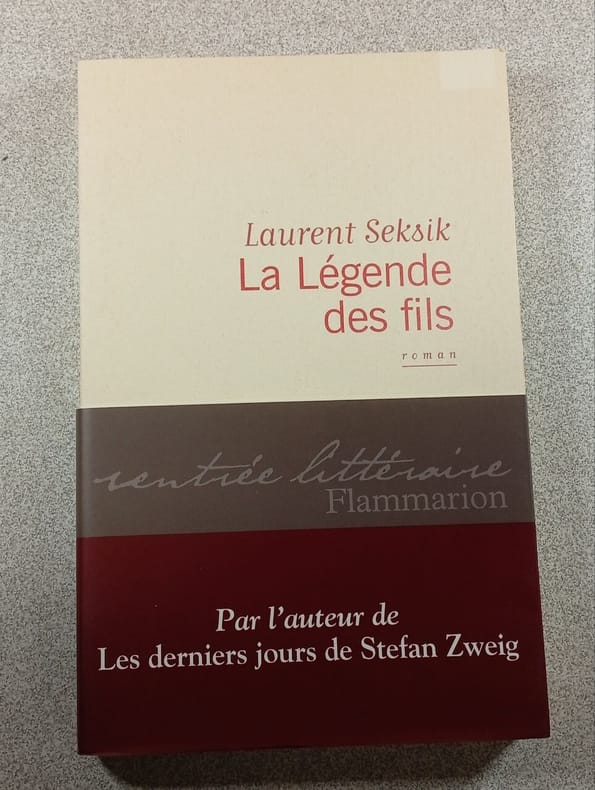 Laurent Seksik
La Légende
des fils
roman
rentrée littéraire
Flammarion
Par l'auteur de
Les derniers jours de Stefan Zweig